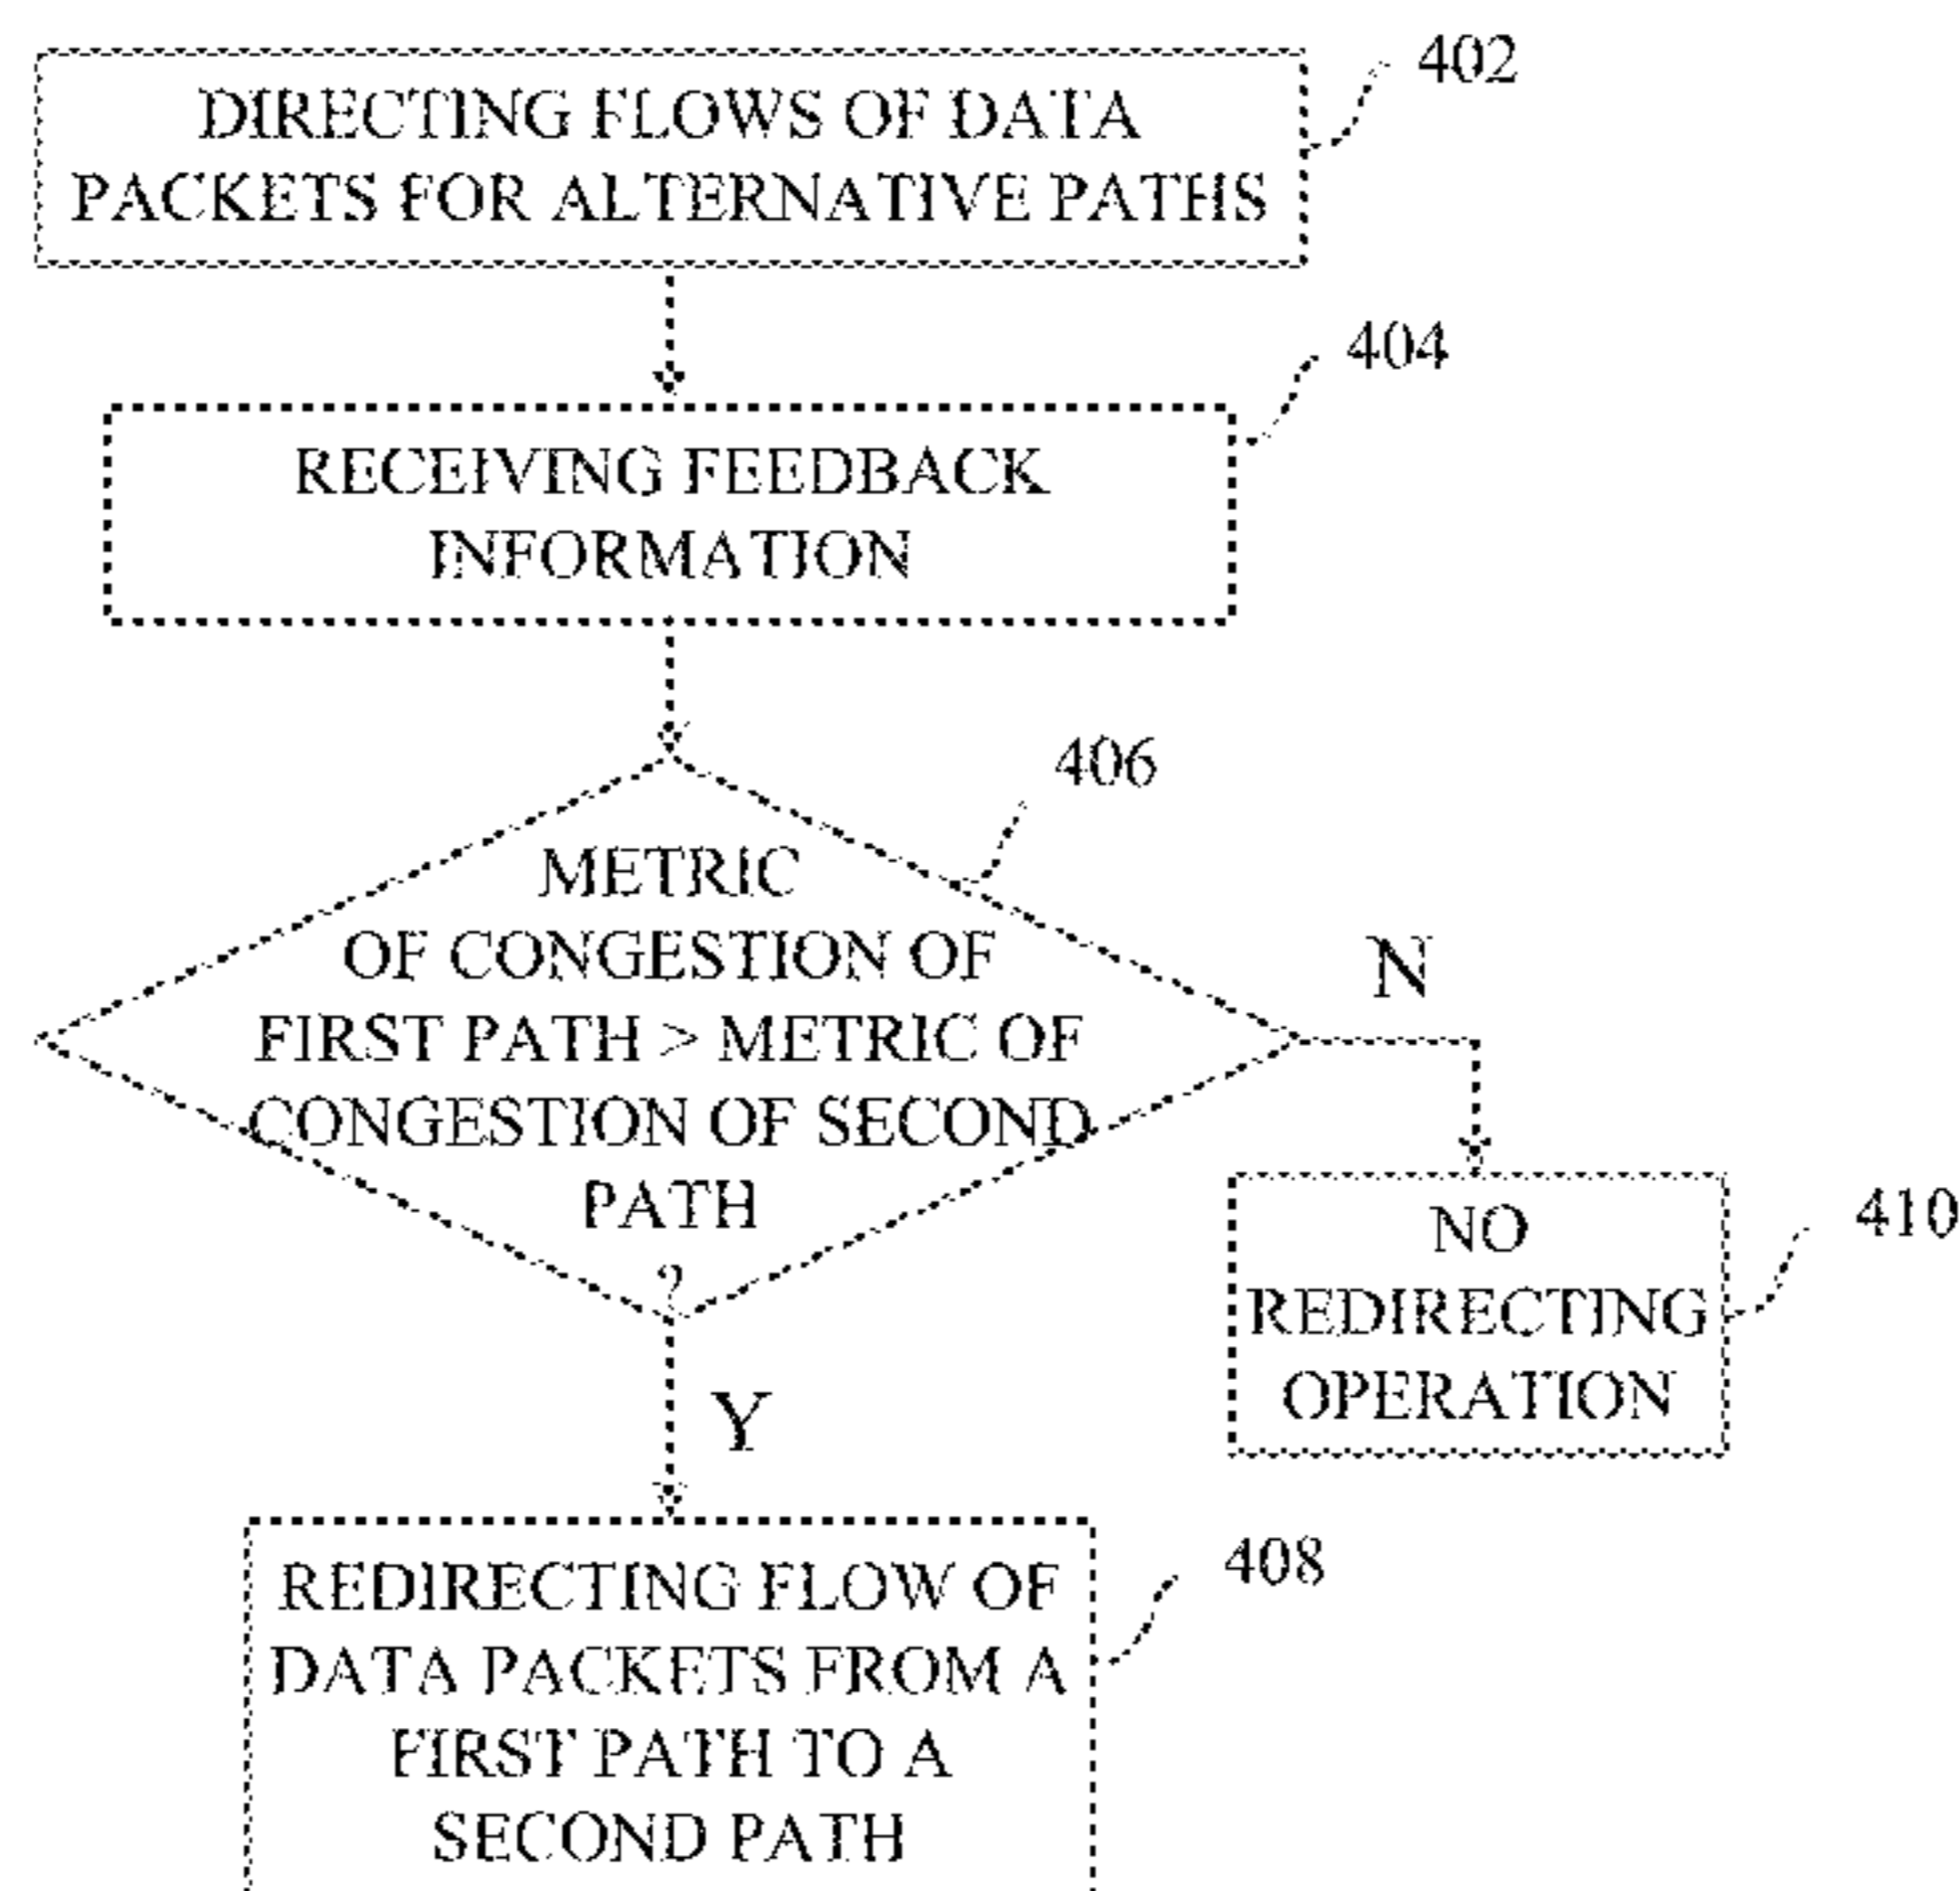 402
DIRECTING FLOWS OF DATA
PACKETS FOR ALTERNATIVE PATHS
404
RECEIVING FEEDBACK
INFORMATION
406
METRIC
OF CONGESTION OF
FIRST PATH > METRIC OF
CONGESTION OF SECOND
PATH
?
N
NO
REDIRECTING
OPERATION
410
Y
408
REDIRECTING FLOW OF
DATA PACKETS FROM A
FIRST PATH TO A
SECOND PATH